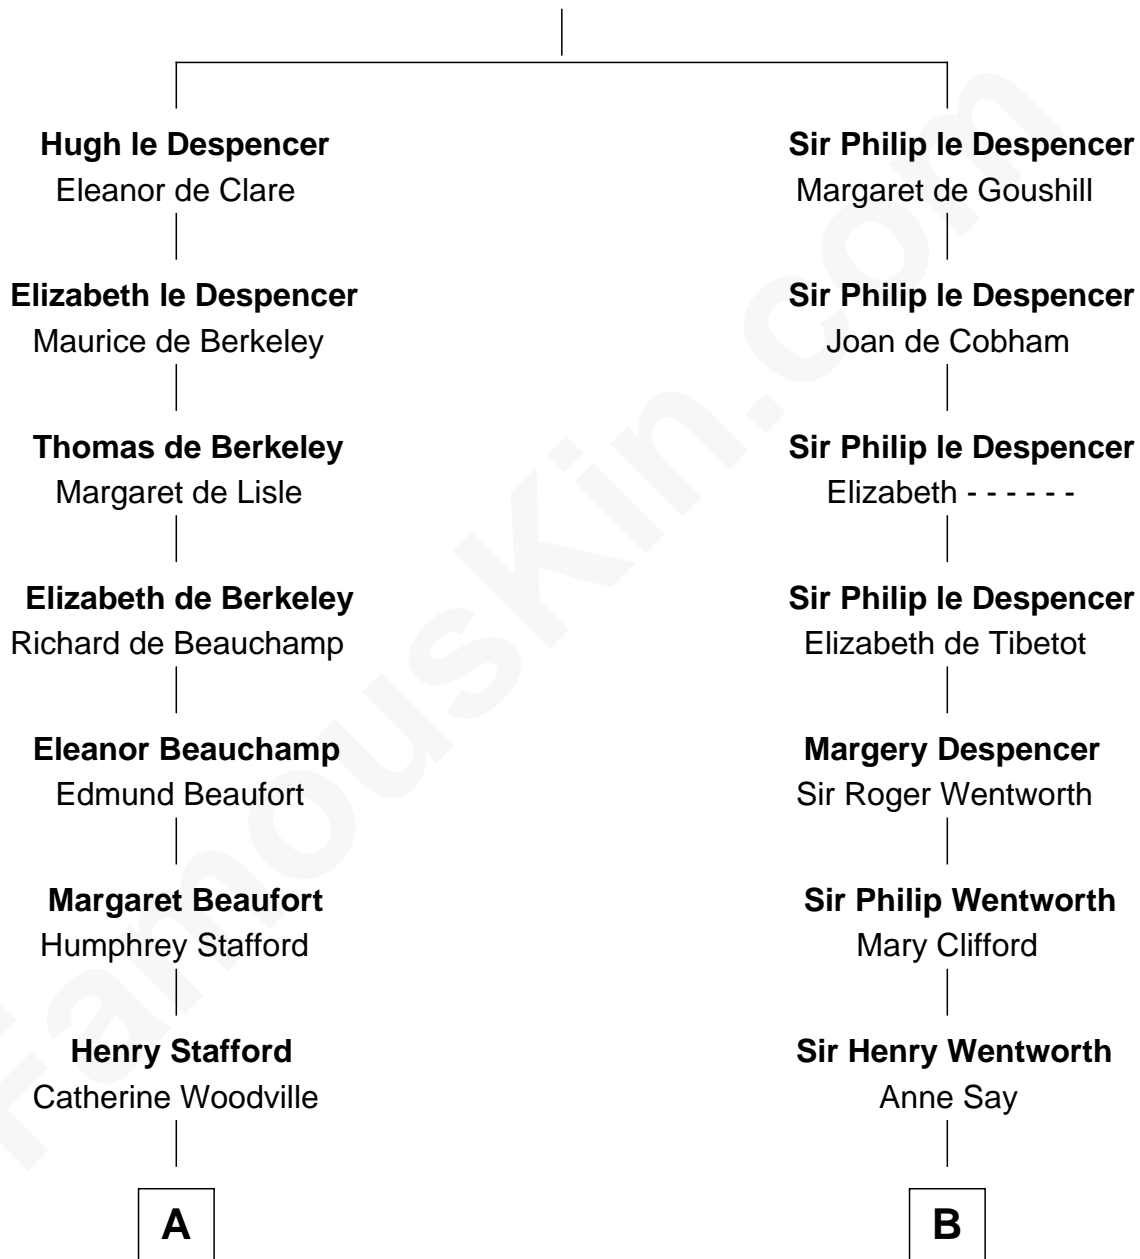 Hugh le Despencer
Eleanor de Clare
Elizabeth le Despencer
Maurice de Berkeley
Thomas de Berkeley
Margaret de Lisle
Elizabeth de Berkeley
Richard de Beauchamp
Eleanor Beauchamp
Edmund Beaufort
Margaret Beaufort
Humphrey Stafford
Henry Stafford
Catherine Woodville
A
Sir Philip le Despencer
Margaret de Goushill
Sir Philip le Despencer
Joan de Cobham
Sir Philip le Despencer
Elizabeth - - - - - -
Sir Philip le Despencer
Elizabeth de Tibetot
Margery Despencer
Sir Roger Wentworth
Sir Philip Wentworth
Mary Clifford
Sir Henry Wentworth
Anne Say
B
FamousKin.com